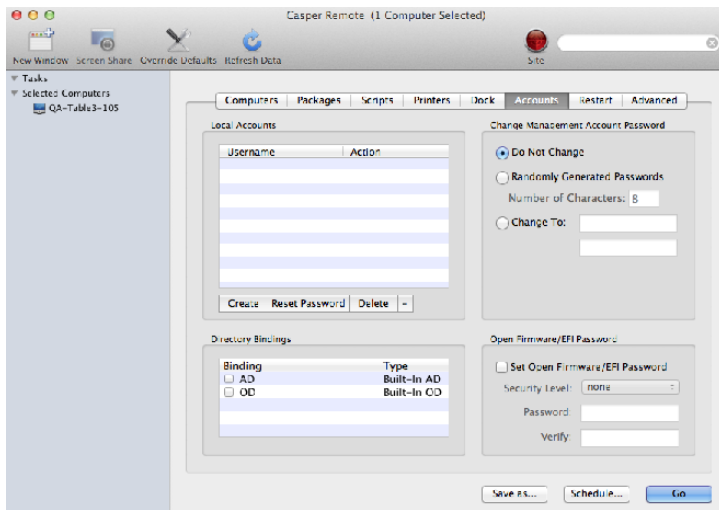 Casper Remote (1 Computer Selected)
New Window Screen Share Override Defaults Refresh Data Site
Tasks
Selected Computers
QA-Table3-105
Computers Packages Scripts Printers Dock Accounts Restart Advanced
Local Accounts
Username Action
Create Reset Password Delete -
Change Management Account Password
Do Not Change
Randomly Generated Passwords
Number of Characters: 8
Change To:
Directory Bindings
Binding Type
AD Built-In AD
OD Built-In OD
Open Firmware/EFI Password
Set Open Firmware/EFI Password
Security Level: none
Password:
Verify:
Save as... Schedule... Go